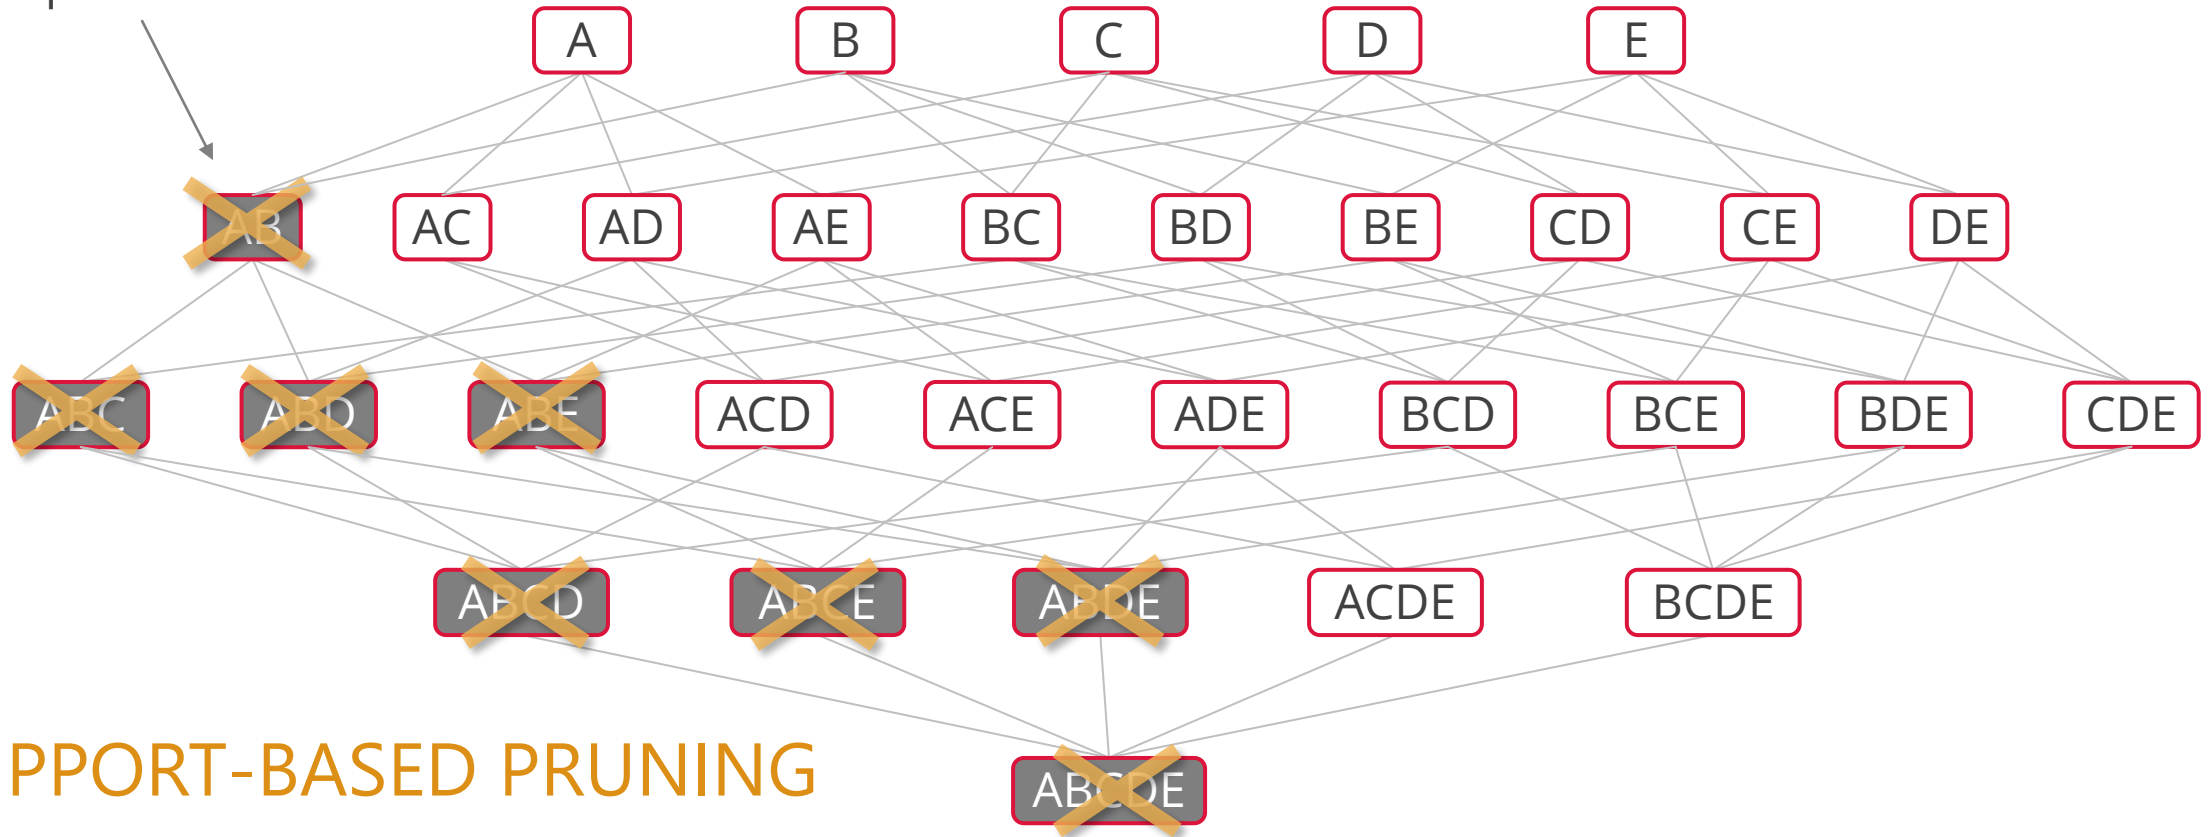 A B C D E
AB AC AD AE BC BD BE CD CE DE
ABC ABD ABE ACD ACE ADE BCD BCE BDE CDE
ABCD ABCE ABDE ACDE BCDE
PPORT-BASED PRUNING
ABCDE